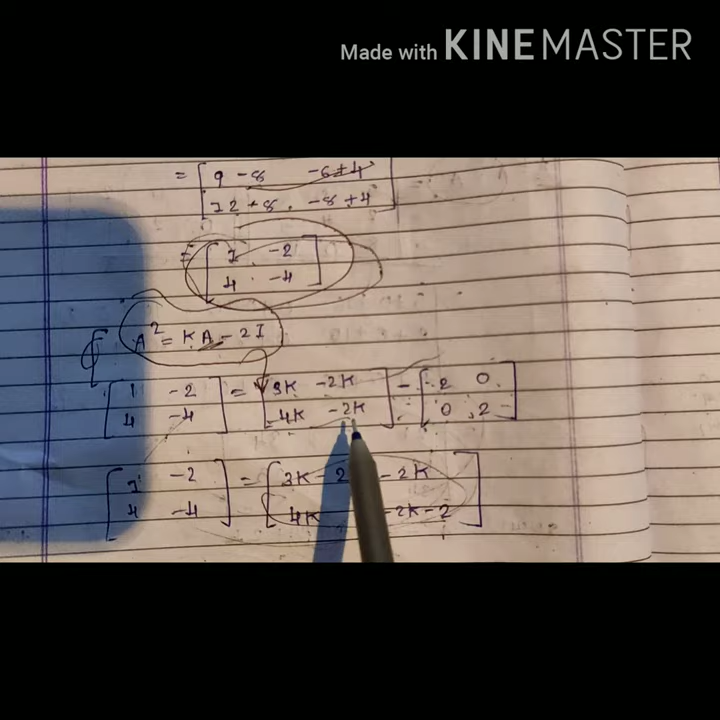 Made with KINEMASTER
= [ 9 - 8   -6 + 4
12 + 8   -8 + 4 ]
= [ 1   -2
4   -4 ]
A² = KA - 2I
[ 1   -2
4   -4 ] = [ 3K   -2K
4K   -2K ] - [ 2   0
0   2 ]
[ 1   -2
4   -4 ] = [ 3K - 2   -2K
4K   -2K - 2 ]